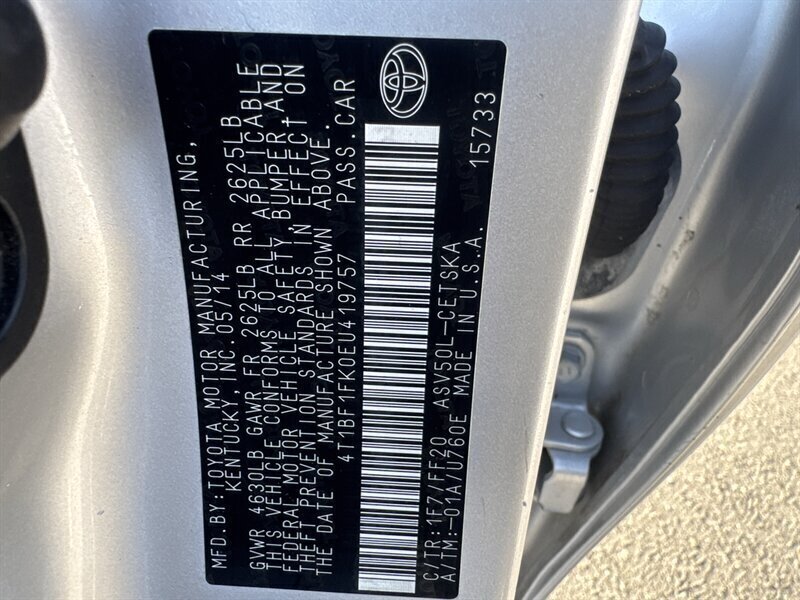 MFD. BY: TOYOTA MOTOR MANUFACTURING,
KENTUCKY, INC. 05/14
GVWR 4630LB GAWR FR 2625LB RR 2625LB
THIS VEHICLE CONFORMS TO ALL APPLICABLE
FEDERAL MOTOR VEHICLE SAFETY, BUMPER, AND
THEFT PREVENTION STANDARDS IN EFFECT ON
THE DATE OF MANUFACTURE SHOWN ABOVE.
4T1BF1FK0EU419757 PASS. CAR
C/TR: 1F7/FF20 ASV50L-CETSKA 15733
A/TM: -01A/U760E MADE IN U.S.A.